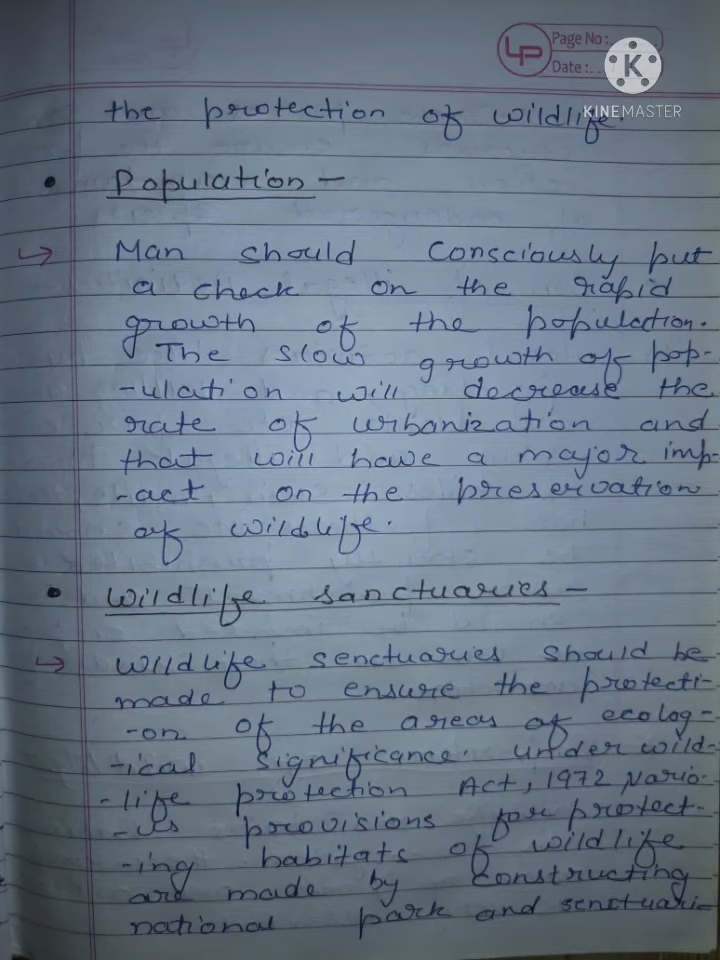 LP
Page No :
Date :
K
KINEMASTER
the protection of wildlife.
• Population -
↳ Man should consciously put
a check on the rapid
growth of the population.
The slow growth of pop-
-ulation will decrease the
rate of urbanization and
that will have a major imp-
-act on the preservation
of wildlife.
• Wildlife sanctuaries -
↳ Wildlife senctuaries should be
made to ensure the protecti-
-on of the areas of ecolog-
-ical significance. Under wild-
-life protection Act, 1972 Vario-
-us provisions for protect-
-ing habitats of wildlife
are made by constructing
national park and senctuari-